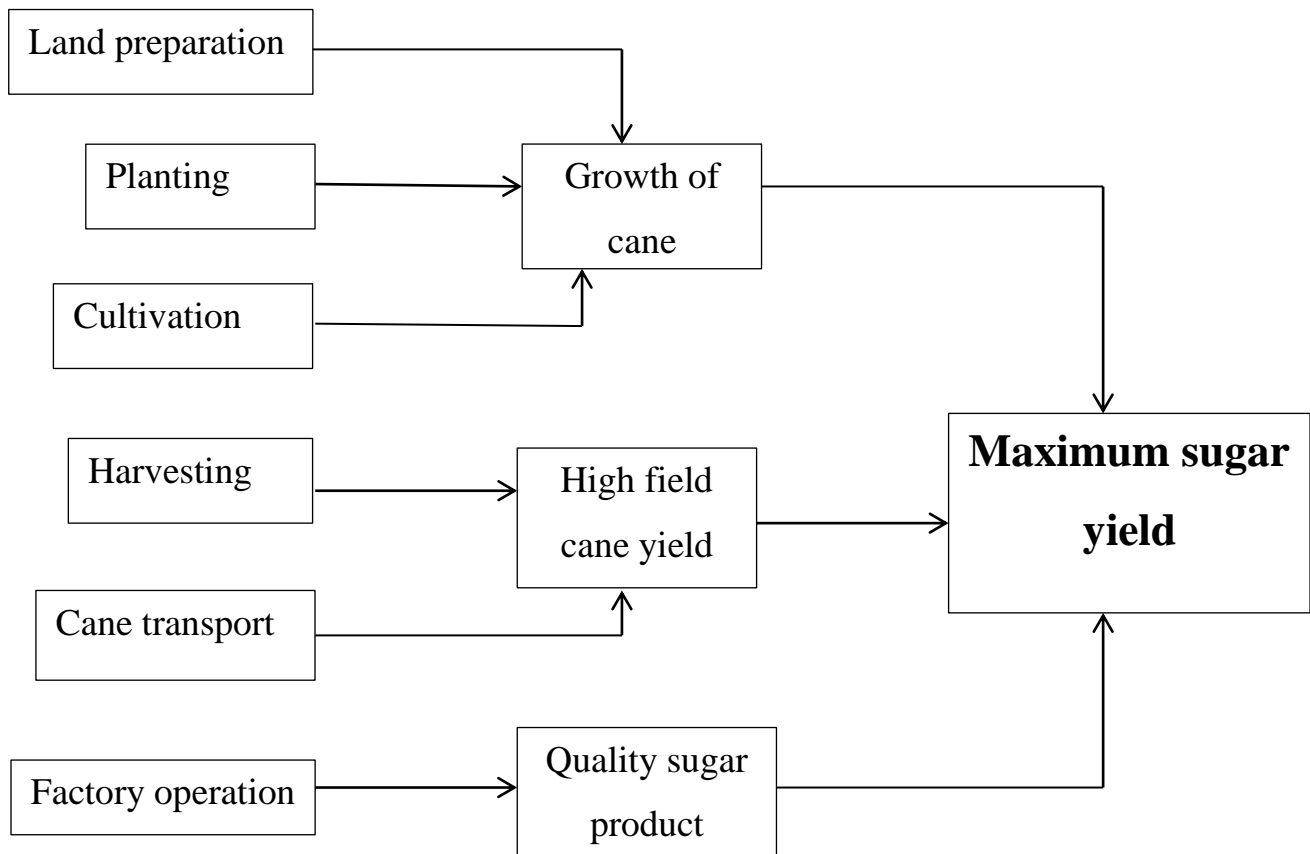 Land preparation
Planting
Growth of
cane
Cultivation
Harvesting
High field
cane yield
Maximum sugar
yield
Cane transport
Factory operation
Quality sugar
product